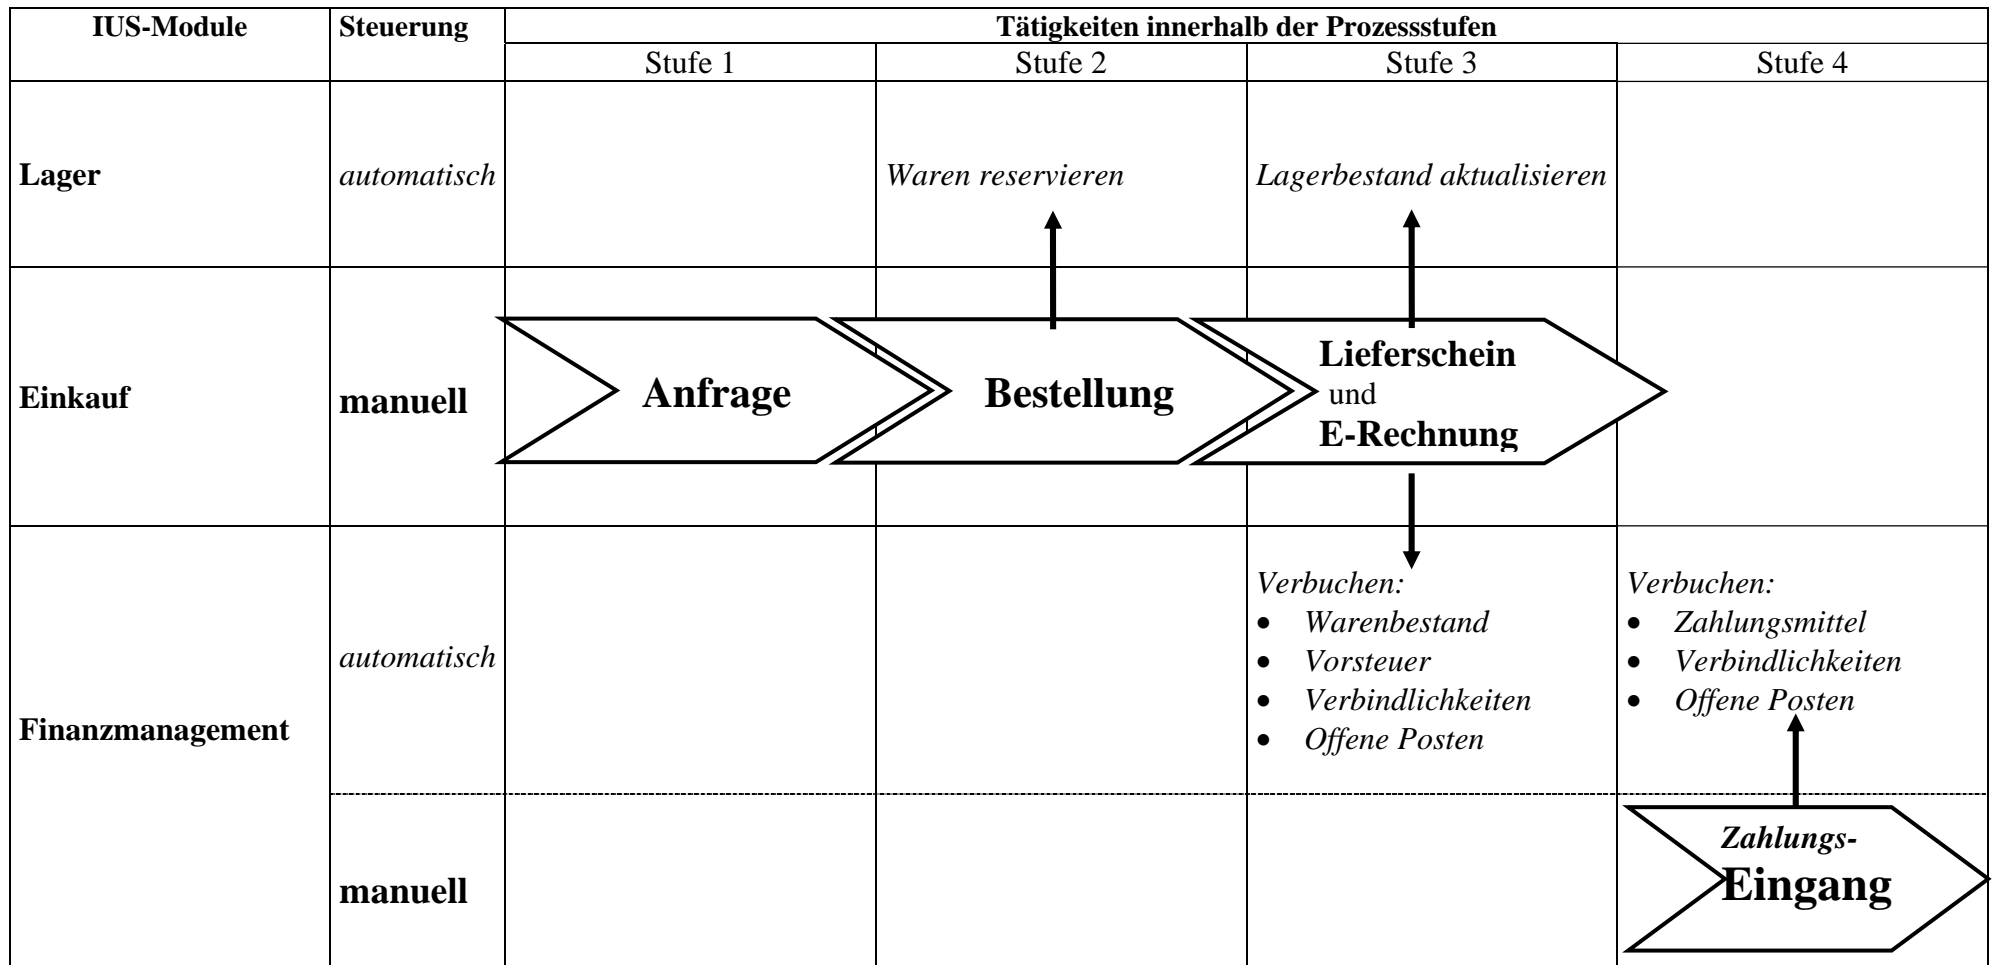 IUS-Module Steuerung Tätigkeiten innerhalb der Prozessstufen
Stufe 1 Stufe 2 Stufe 3 Stufe 4
Lager automatisch Waren reservieren Lagerbestand aktualisieren
Einkauf manuell Anfrage Bestellung
Lieferschein
und
E-Rechnung
Finanzmanagement
automatisch
Verbuchen:
• Warenbestand
• Vorsteuer
• Verbindlichkeiten
• Offene Posten
Verbuchen:
• Zahlungsmittel
• Verbindlichkeiten
• Offene Posten
manuell
Zahlungs-
Eingang